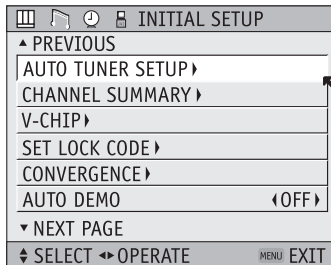 INITIAL SETUP
▲ PREVIOUS
AUTO TUNER SETUP ▶
CHANNEL SUMMARY ▶
V-CHIP ▶
SET LOCK CODE ▶
CONVERGENCE ▶
AUTO DEMO ◀OFF▶
▼ NEXT PAGE
SELECT OPERATE MENU EXIT